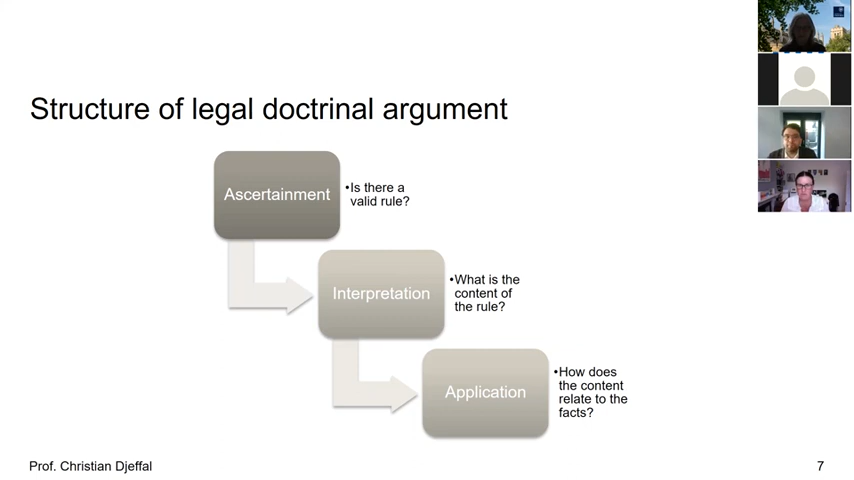 Structure of legal doctrinal argument
Ascertainment
•Is there a
valid rule?
Interpretation
•What is the
content of
the rule?
Application
•How does
the content
relate to the
facts?
Prof. Christian Djeffal
7